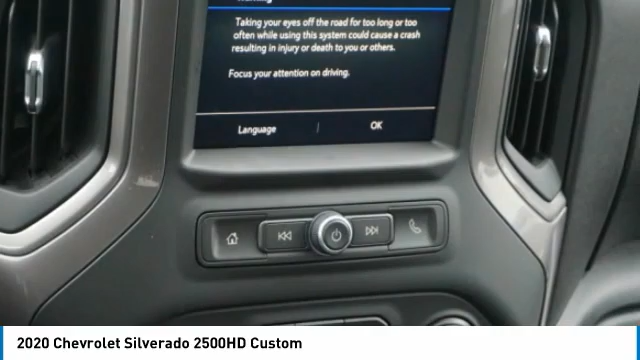 Taking your eyes off the road for too long or too
often while using this system could cause a crash
resulting in injury or death to you or others.
Focus your attention on driving.
Language
OK
2020 Chevrolet Silverado 2500HD Custom